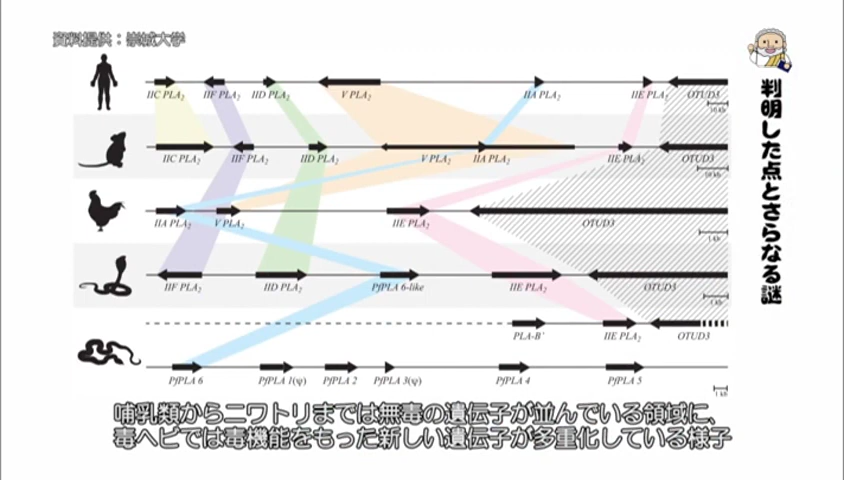 資料提供：崇城大学
判明した点とさらなる謎
IIC PLA₂ IIF PLA₂ IID PLA₂ V PLA₂ IIA PLA₂ IIE PLA₂ OTUD3
10 kb
IIC PLA₂ IIF PLA₂ IID PLA₂ V PLA₂ IIA PLA₂ IIE PLA₂ OTUD3
10 kb
IIA PLA₂ V PLA₂ IIE PLA₂ OTUD3
1 kb
IIF PLA₂ IID PLA₂ PfPLA 6-like IIE PLA₂ OTUD3
1 kb
PLA-B' IIE PLA₂ OTUD3
PfPLA 6 PfPLA 1(ψ) PfPLA 2 PfPLA 3(ψ) PfPLA 4 PfPLA 5
1 kb
哺乳類からニワトリまでは無毒の遺伝子が並んでいる領域に、
毒ヘビでは毒機能をもった新しい遺伝子が多重化している様子